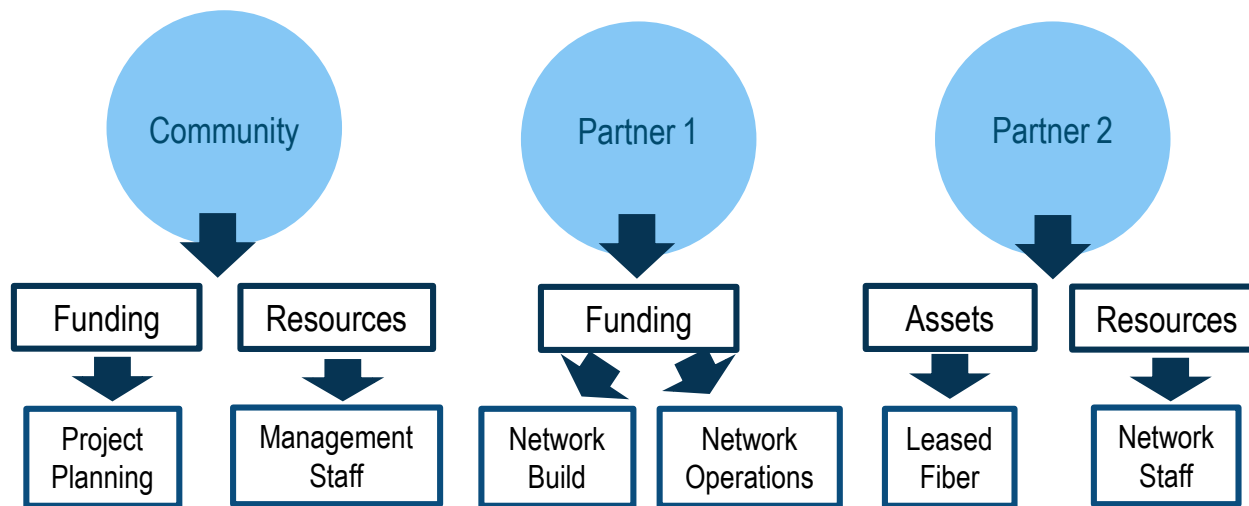 Community
Partner 1
Partner 2
Funding
Resources
Funding
Assets
Resources
Project
Planning
Management
Staff
Network
Build
Network
Operations
Leased
Fiber
Network
Staff